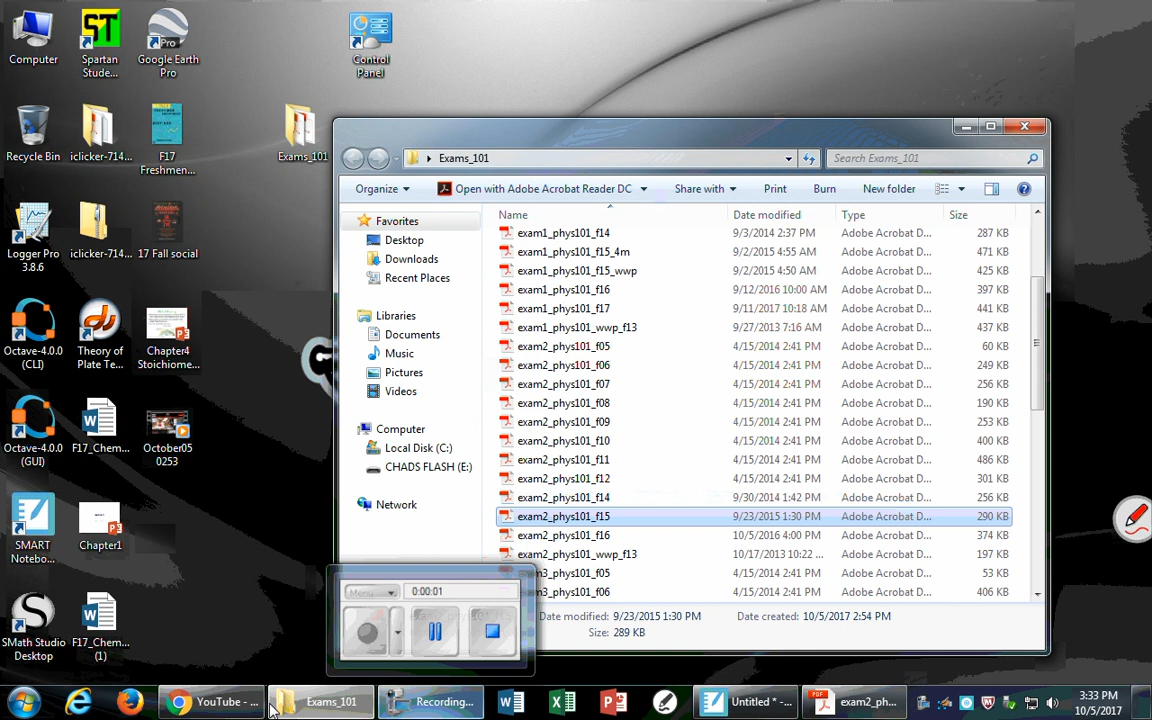 Computer
Spartan
Stude...
Pro
Google Earth
Pro
Control
Panel
Recycle Bin
iclicker-714...
F17
Freshmen...
Exams_101
Logger Pro
3.8.6
iclicker-714...
17 Fall social
Octave-4.0.0
(CLI)
Theory of
Plate Te...
Chapter4
Stoichiome...
Octave-4.0.0
(GUI)
F17_Chem...
October05
0253
SMART
Notebo...
Chapter1
SMath Studio
Desktop
F17_Chem...
(1)
Exams_101
Search Exams_101
Organize
Open with Adobe Acrobat Reader DC
Share with
Print
Burn
New folder
Favorites
Desktop
Downloads
Recent Places
Libraries
Documents
Music
Pictures
Videos
Computer
Local Disk (C:)
CHADS FLASH (E:)
Network
Name Date modified Type Size
exam1_phys101_f14 9/3/2014 2:37 PM Adobe Acrobat D... 287 KB
exam1_phys101_f15_4m 9/2/2015 4:55 AM Adobe Acrobat D... 471 KB
exam1_phys101_f15_wwp 9/2/2015 4:50 AM Adobe Acrobat D... 425 KB
exam1_phys101_f16 9/12/2016 10:00 AM Adobe Acrobat D... 397 KB
exam1_phys101_f17 9/11/2017 10:18 AM Adobe Acrobat D... 441 KB
exam1_phys101_wwp_f13 9/27/2013 7:16 AM Adobe Acrobat D... 437 KB
exam2_phys101_f05 4/15/2014 2:41 PM Adobe Acrobat D... 60 KB
exam2_phys101_f06 4/15/2014 2:41 PM Adobe Acrobat D... 249 KB
exam2_phys101_f07 4/15/2014 2:41 PM Adobe Acrobat D... 256 KB
exam2_phys101_f08 4/15/2014 2:41 PM Adobe Acrobat D... 190 KB
exam2_phys101_f09 4/15/2014 2:41 PM Adobe Acrobat D... 253 KB
exam2_phys101_f10 4/15/2014 2:41 PM Adobe Acrobat D... 400 KB
exam2_phys101_f11 4/15/2014 2:41 PM Adobe Acrobat D... 486 KB
exam2_phys101_f12 4/15/2014 2:41 PM Adobe Acrobat D... 301 KB
exam2_phys101_f14 9/30/2014 1:42 PM Adobe Acrobat D... 256 KB
exam2_phys101_f15 9/23/2015 1:30 PM Adobe Acrobat D... 290 KB
exam2_phys101_f16 10/5/2016 4:00 PM Adobe Acrobat D... 374 KB
exam2_phys101_wwp_f13 10/17/2013 10:22 ... Adobe Acrobat D... 197 KB
exam3_phys101_f05 4/15/2014 2:41 PM Adobe Acrobat D... 53 KB
m3_phys101_f06 4/15/2014 2:41 PM Adobe Acrobat D... 406 KB
Date modified: 9/23/2015 1:30 PM Date created: 10/5/2017 2:54 PM
Size: 289 KB
Menu
0:00:01
YouTube - ...
Exams_101
Recording...
Untitled * -...
exam2_ph...
3:33 PM
10/5/2017